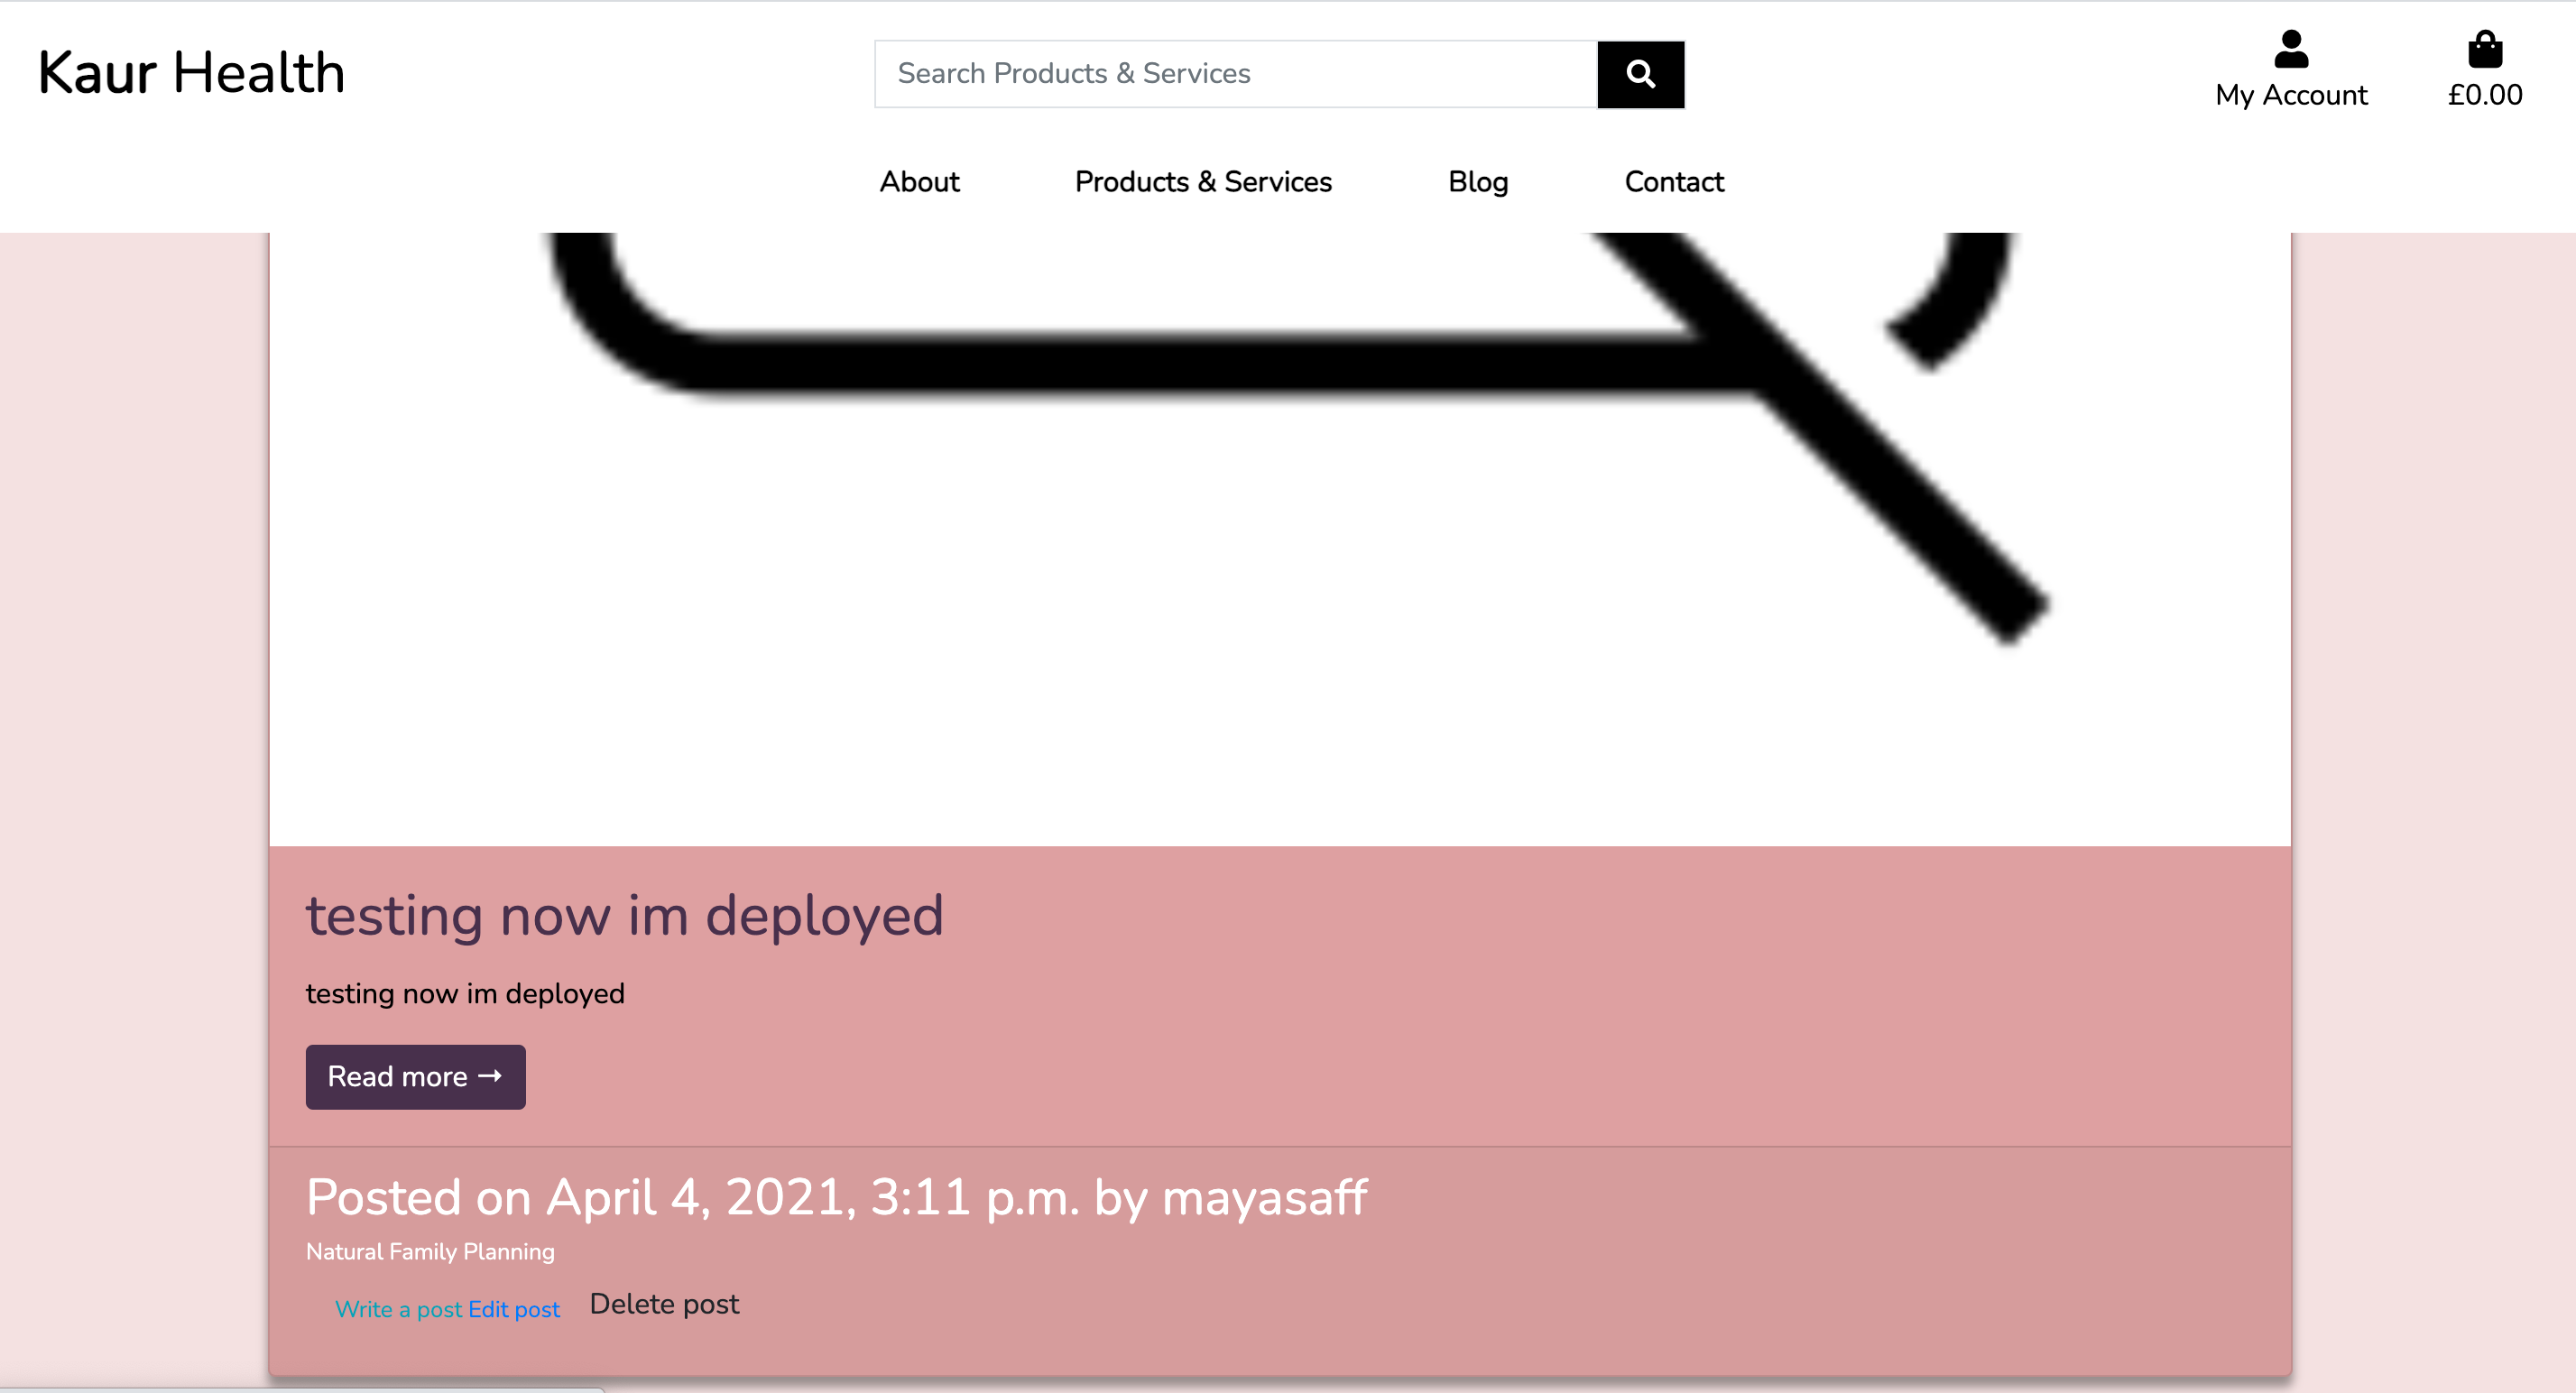 Kaur Health
Search Products & Services
My Account
£0.00
About
Products & Services
Blog
Contact
testing now im deployed
testing now im deployed
Read more →
Posted on April 4, 2021, 3:11 p.m. by mayasaff
Natural Family Planning
Write a post Edit post Delete post